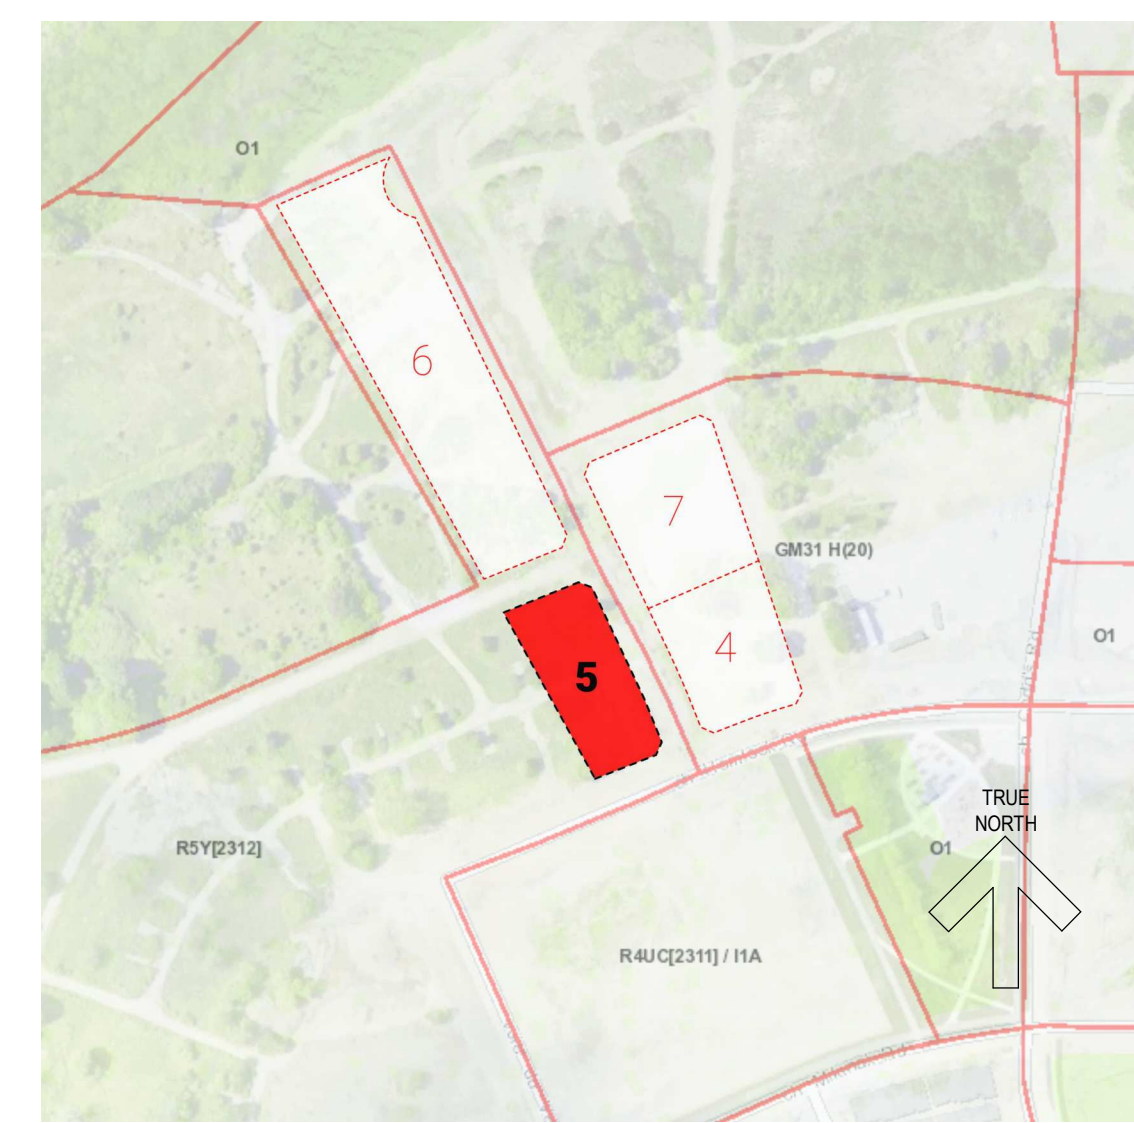 O1
6
7
GM31 H(20)
5
4
O1
TRUE
NORTH
R5Y[2312]
O1
R4UC[2311] / I1A